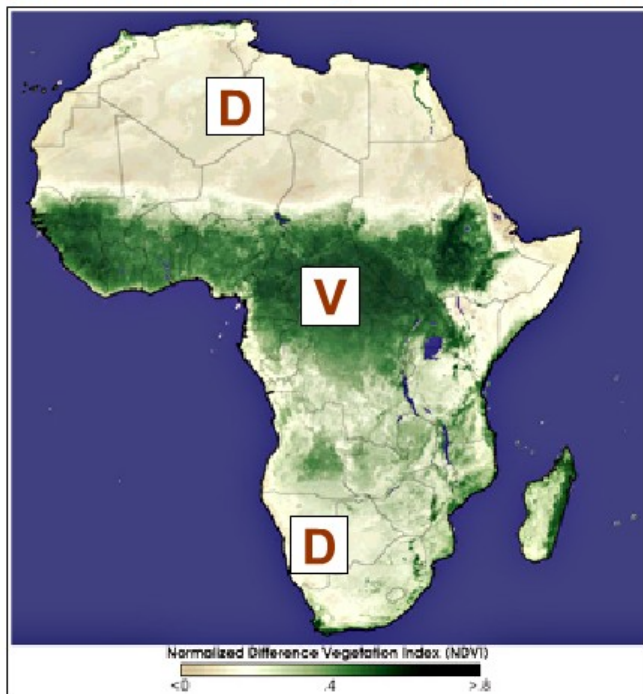 D
V
D
Normalized Difference Vegetation Index (NDVI)
<0 .4 >.8